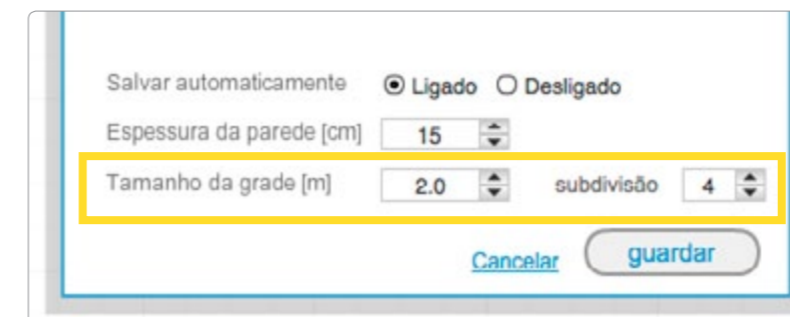 Salvar automaticamente Ligado Desligado
Espessura da parede [cm] 15
Tamanho da grade [m] 2.0 subdivisão 4
Cancelar guardar